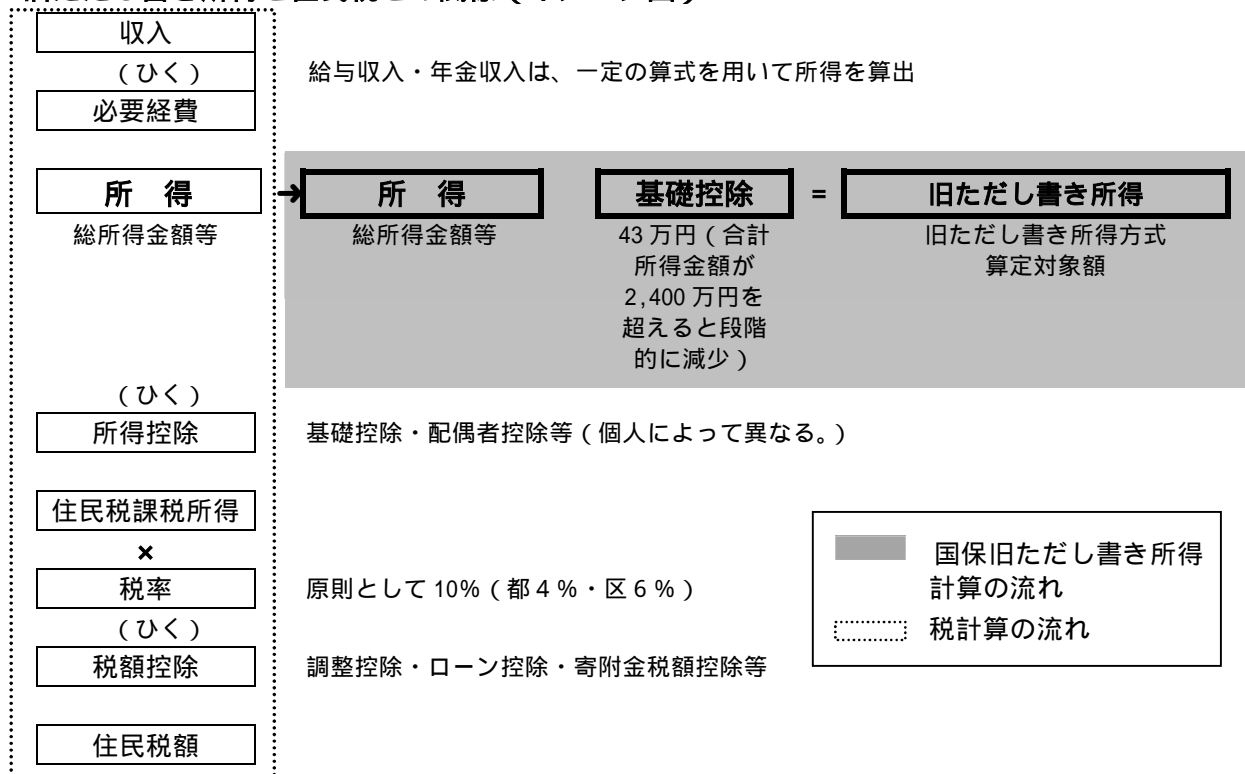 収入
（ひく）
給与収入・年金収入は、一定の算式を用いて所得を算出
必要経費
所　得
➔
所　得
基礎控除
=
旧ただし書き所得
総所得金額等
総所得金額等
43 万円（合計
所得金額が
2,400 万円を
超えると段階
的に減少）
旧ただし書き所得方式
算定対象額
（ひく）
所得控除
基礎控除・配偶者控除等（個人によって異なる。）
住民税課税所得
×
税率
原則として 10%（都４％・区６％）
（ひく）
税額控除
調整控除・ローン控除・寄附金税額控除等
住民税額
国保旧ただし書き所得
計算の流れ
税計算の流れ